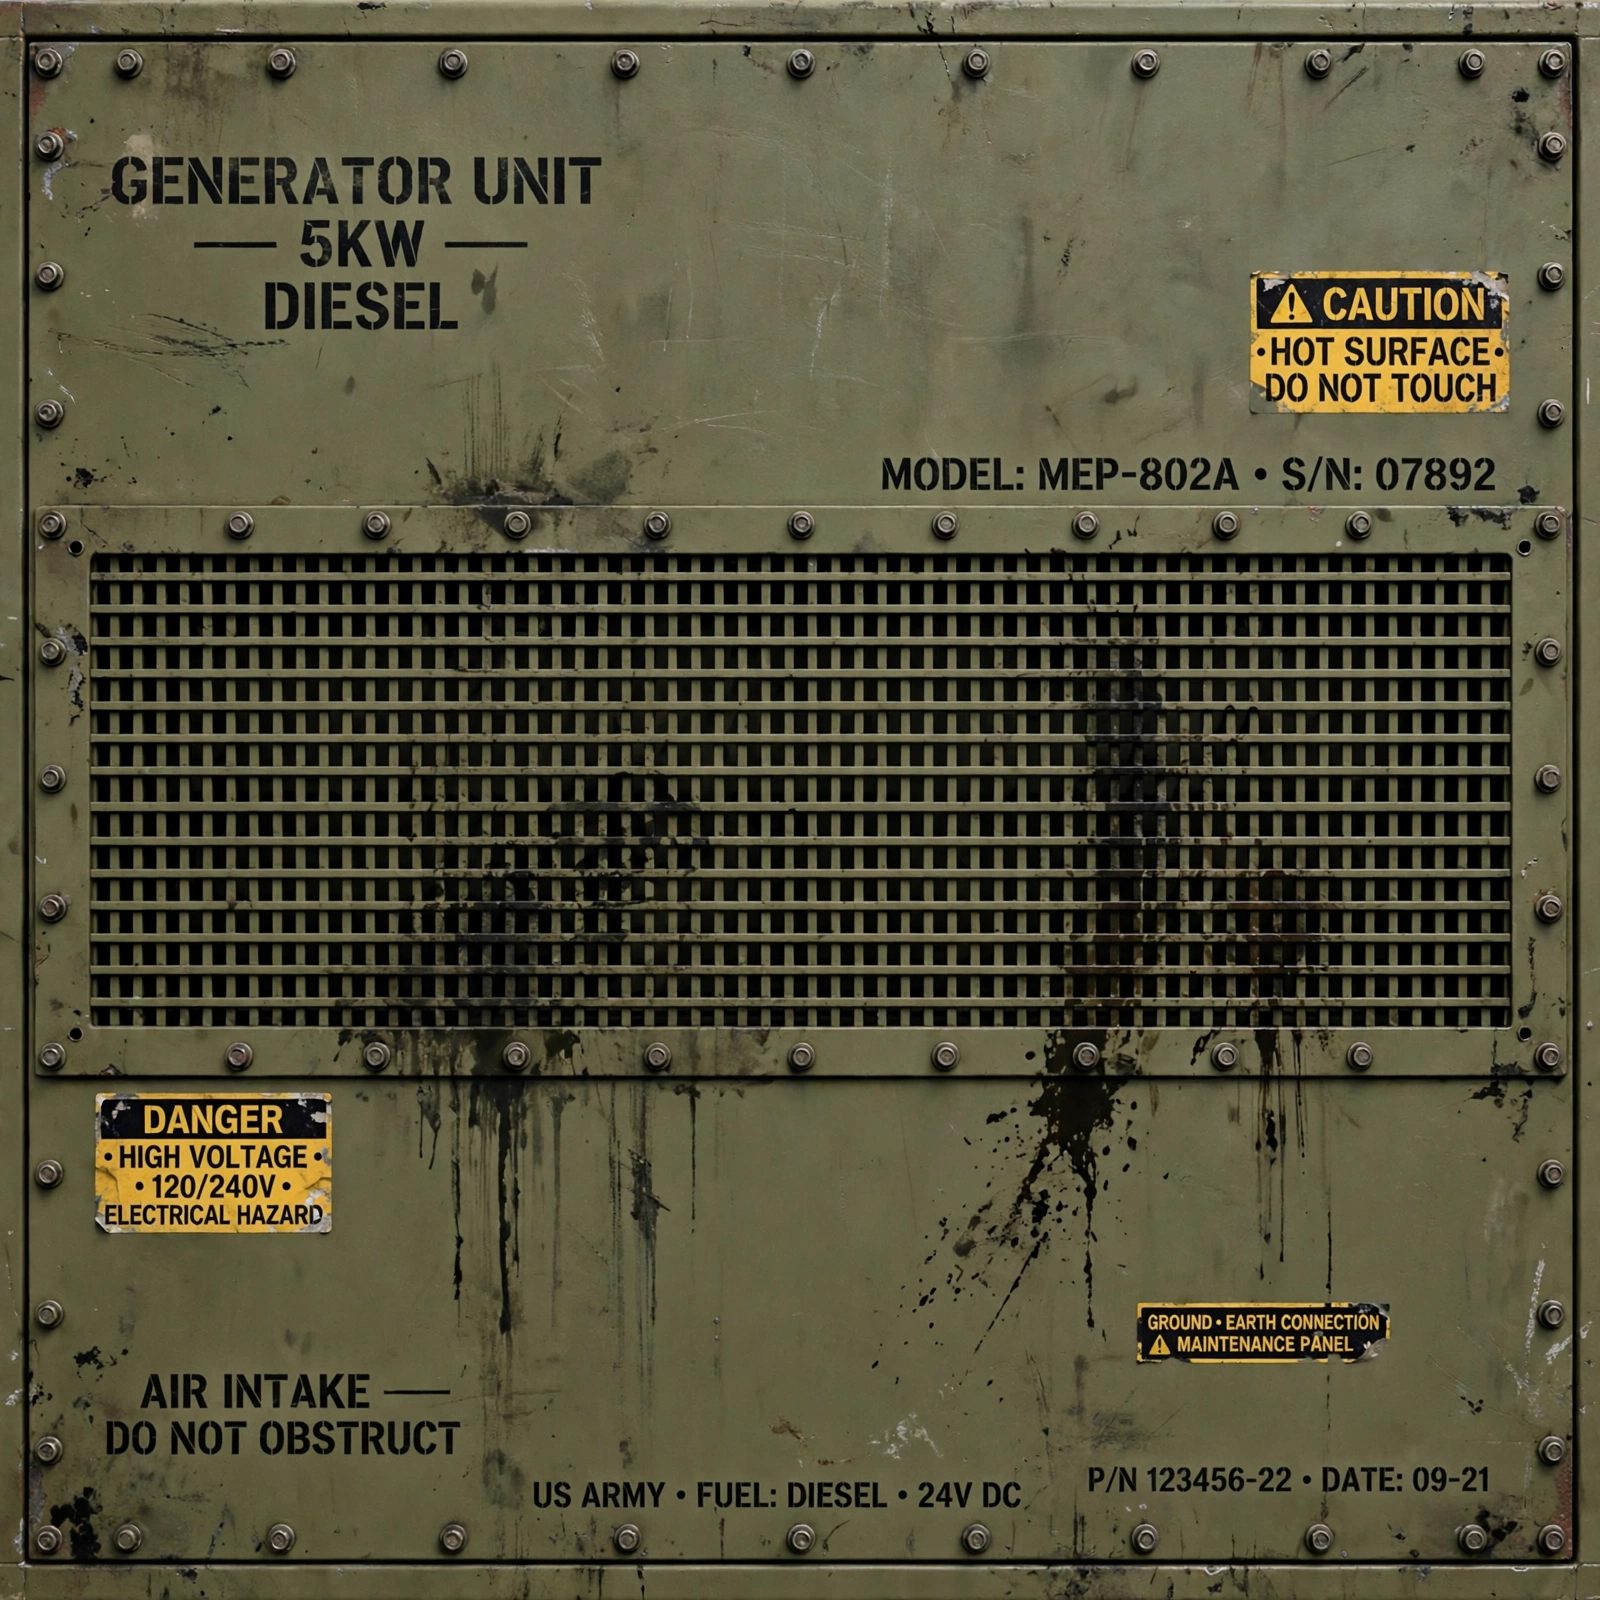 GENERATOR UNIT
— 5KW —
DIESEL
CAUTION
•HOT SURFACE•
DO NOT TOUCH
MODEL: MEP-802A • S/N: 07892
DANGER
• HIGH VOLTAGE •
• 120/240V •
ELECTRICAL HAZARD
GROUND • EARTH CONNECTION
MAINTENANCE PANEL
AIR INTAKE —
DO NOT OBSTRUCT
US ARMY • FUEL: DIESEL • 24V DC
P/N 123456-22 • DATE: 09-21